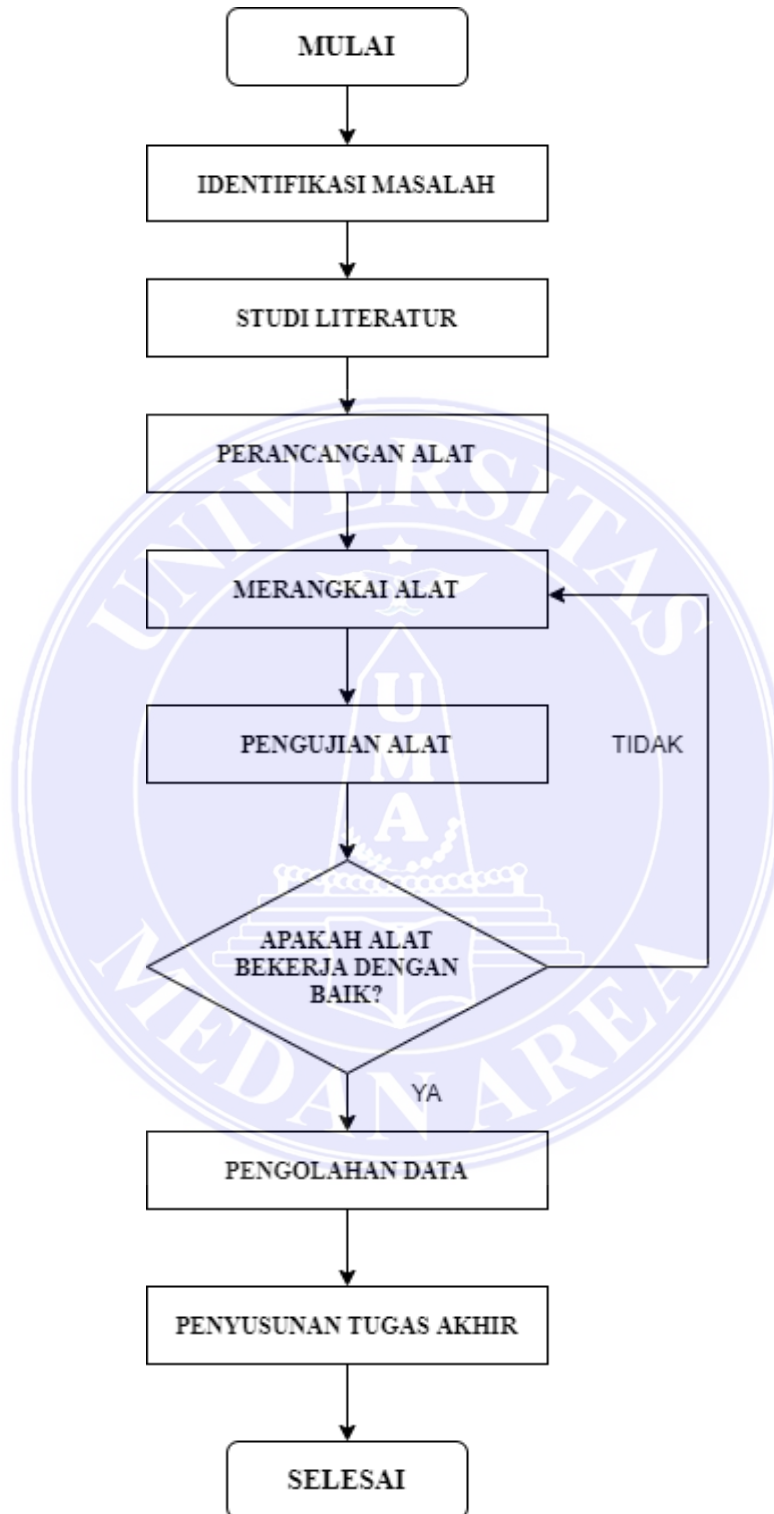 MULAI
IDENTIFIKASI MASALAH
STUDI LITERATUR
PERANCANGAN ALAT
MERANGKAI ALAT
PENGUJIAN ALAT
TIDAK
APAKAH ALAT
BEKERJA DENGAN
BAIK?
YA
PENGOLAHAN DATA
PENYUSUNAN TUGAS AKHIR
SELESAI
UNIVERSITAS
UMA
MEDAN AREA